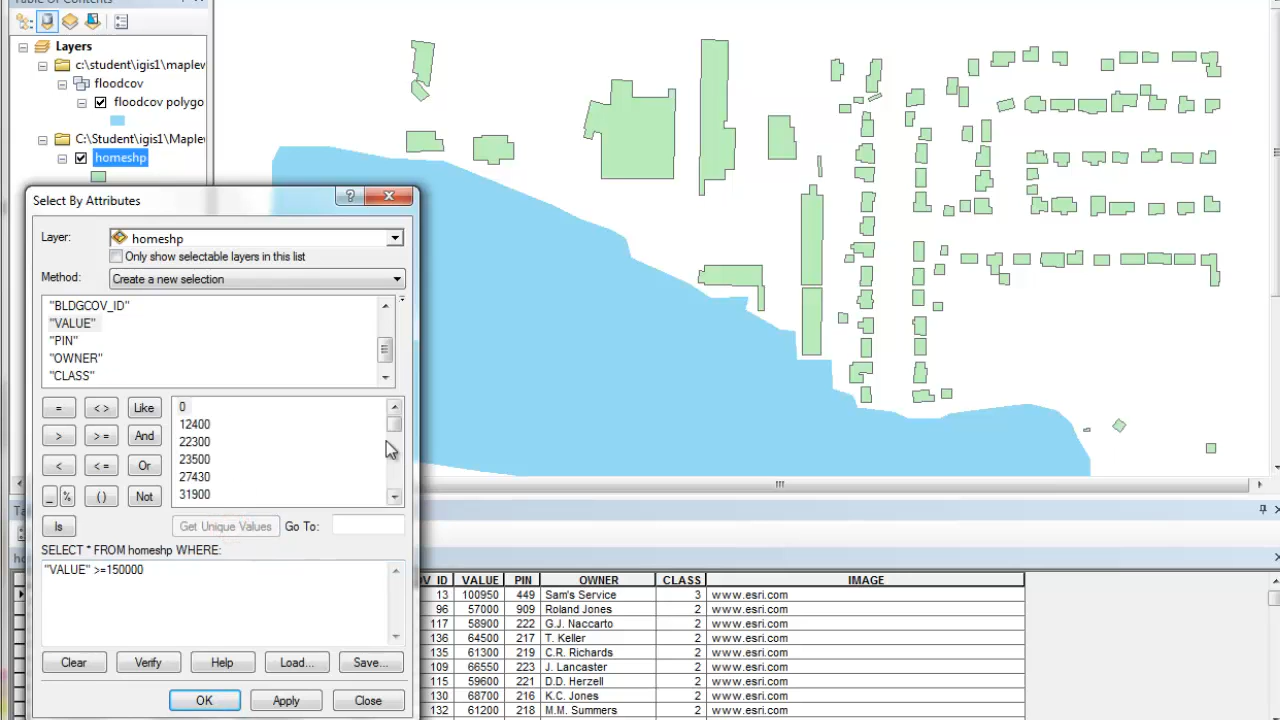 Table Of Contents
Layers
c:\student\igis1\maplew
floodcov
floodcov polygo
C:\Student\igis1\Maplew
homeshp
Select By Attributes
?
Layer:
homeshp
Only show selectable layers in this list
Method:
Create a new selection
"BLDGCOV_ID"
"VALUE"
"PIN"
"OWNER"
"CLASS"
= <> Like
> >= And
< <= Or
_ % () Not
Is
0
12400
22300
23500
27430
31900
Get Unique Values
Go To:
SELECT * FROM homeshp WHERE:
"VALUE" >=150000
Clear Verify Help Load... Save...
OK Apply Close
Ta
ho
V_ID VALUE PIN OWNER CLASS IMAGE
13 100950 449 Sam's Service 3 www.esri.com
96 57000 909 Roland Jones 2 www.esri.com
117 58900 222 G.J. Naccarto 2 www.esri.com
136 64500 217 T. Keller 2 www.esri.com
135 61300 219 C.R. Richards 2 www.esri.com
109 66550 223 J. Lancaster 2 www.esri.com
115 59600 221 D.D. Herzell 2 www.esri.com
130 68700 216 K.C. Jones 2 www.esri.com
132 61200 218 M.M. Summers 2 www.esri.com